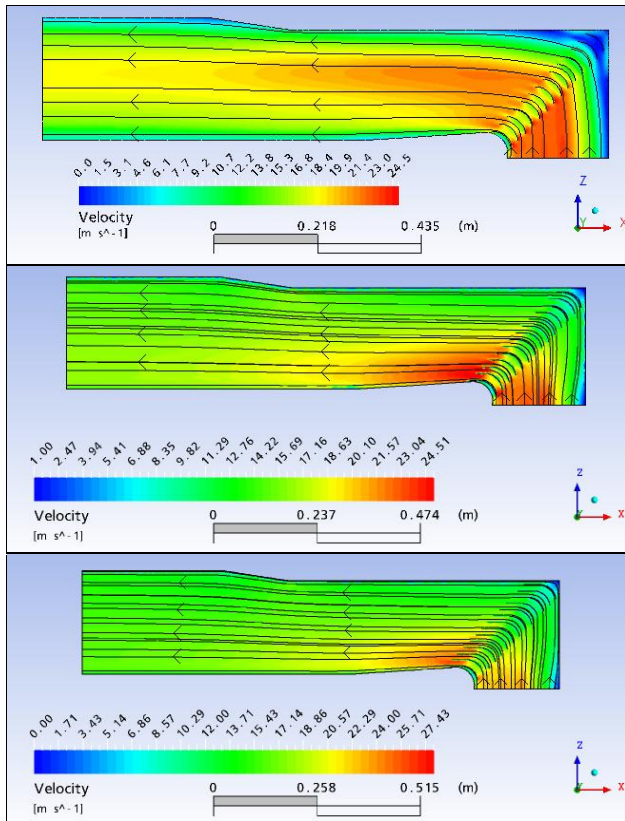 0.0 1.5 3.1 4.6 6.1 7.7 9.2 10.7 12.2 13.8 15.3 16.8 18.4 19.9 21.4 23.0 24.5
Velocity
[m s^-1]
0 0.218 0.435 (m)
Z
Y X
1.00 2.47 3.94 5.41 6.88 8.35 9.82 11.29 12.76 14.22 15.69 17.16 18.63 20.10 21.57 23.04 24.51
Velocity
[m s^-1]
0 0.237 0.474 (m)
Z
Y X
0.00 1.71 3.43 5.14 6.86 8.57 10.29 12.00 13.71 15.43 17.14 18.86 20.57 22.29 24.00 25.71 27.43
Velocity
[m s^-1]
0 0.258 0.515 (m)
Z
Y X